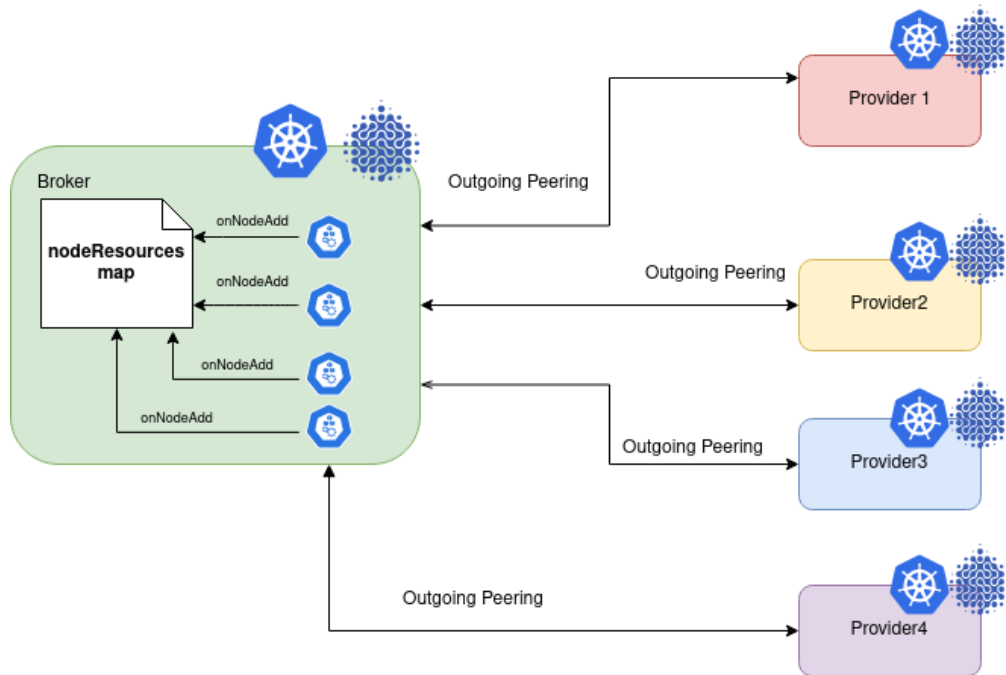 Provider 1
Outgoing Peering
Broker
onNodeAdd
nodeResources
map
Outgoing Peering
onNodeAdd
Provider2
onNodeAdd
onNodeAdd
Outgoing Peering
Provider3
Outgoing Peering
Provider4